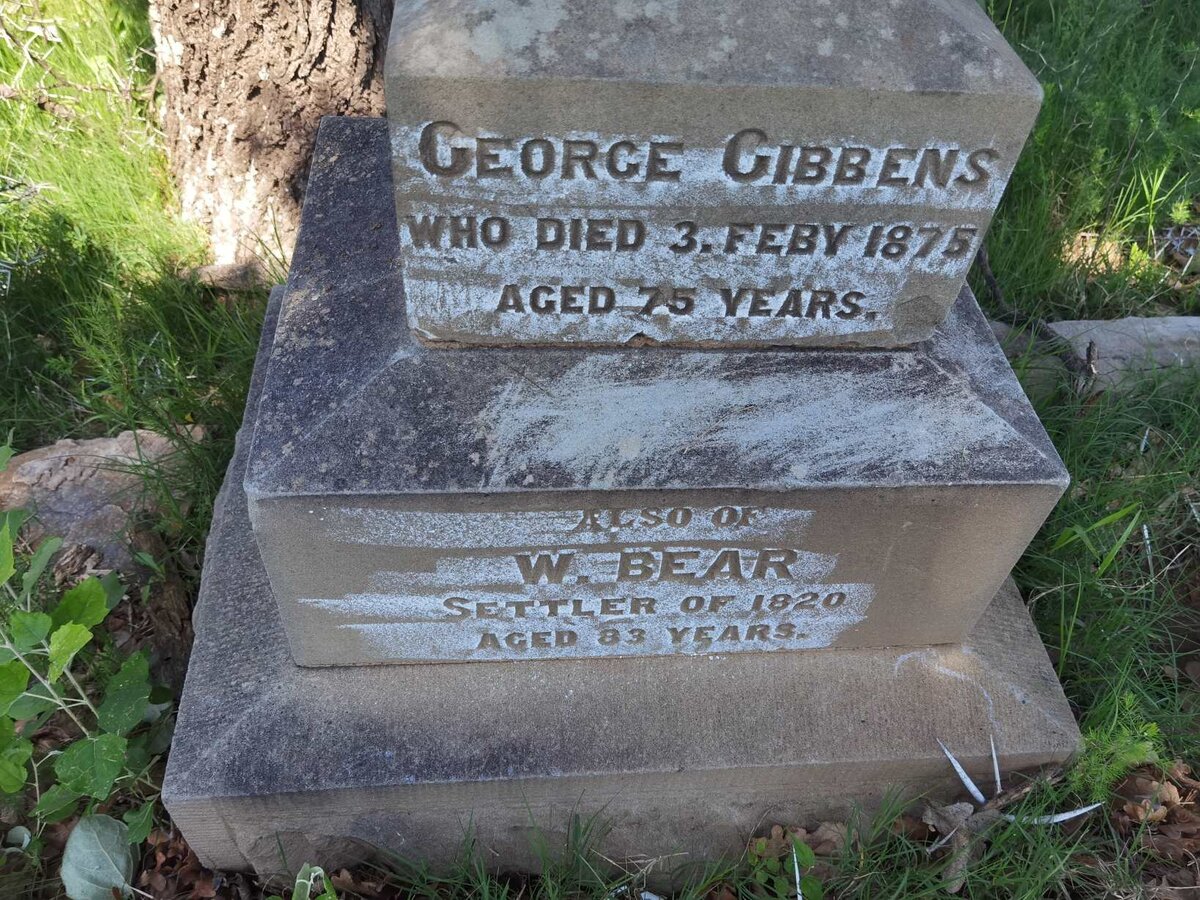 GEORGE GIBBENS
WHO DIED 3. FEBY 1875
AGED 75 YEARS.
ALSO OF
W. BEAR
SETTLER OF 1820
AGED 83 YEARS.